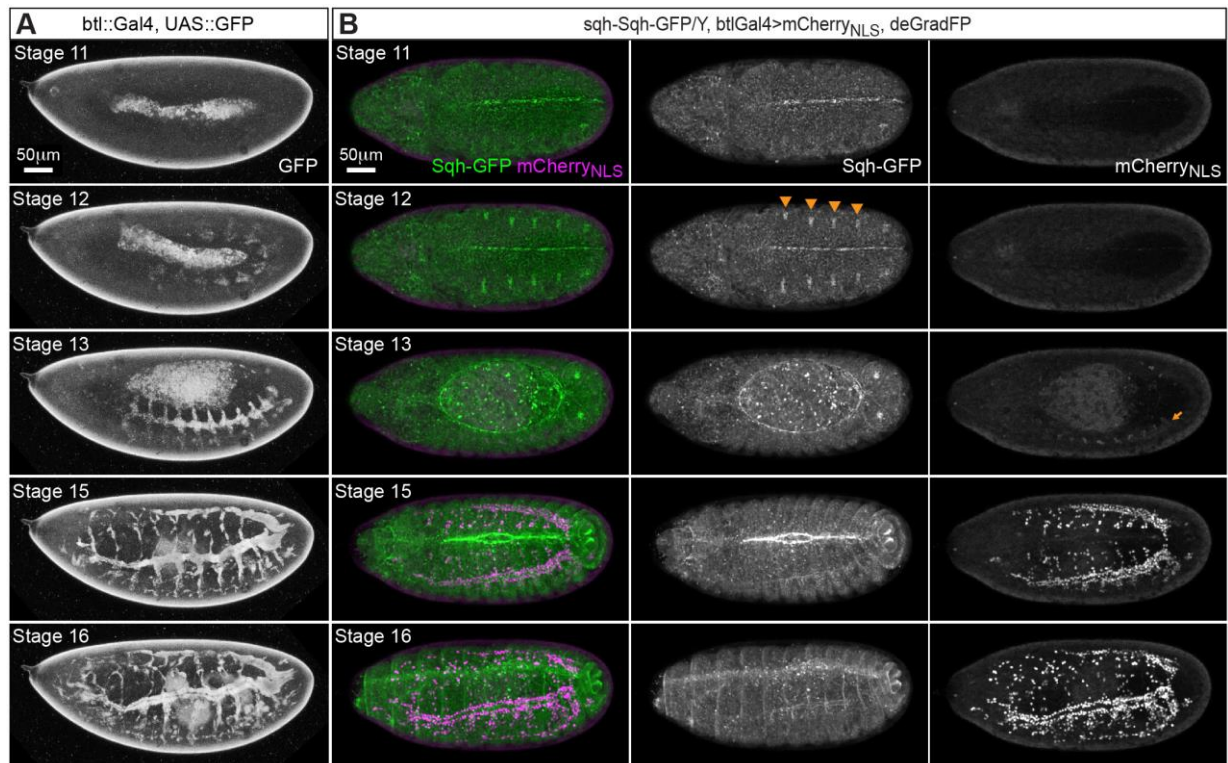 A btl::Gal4, UAS::GFP
B sqh-Sqh-GFP/Y, btlGal4>mCherryNLS, deGradFP
Stage 11
50μm
GFP
Stage 11
50μm
Sqh-GFP mCherryNLS
Sqh-GFP
mCherryNLS
Stage 12
Stage 12
Stage 13
Stage 13
Stage 15
Stage 15
Stage 16
Stage 16